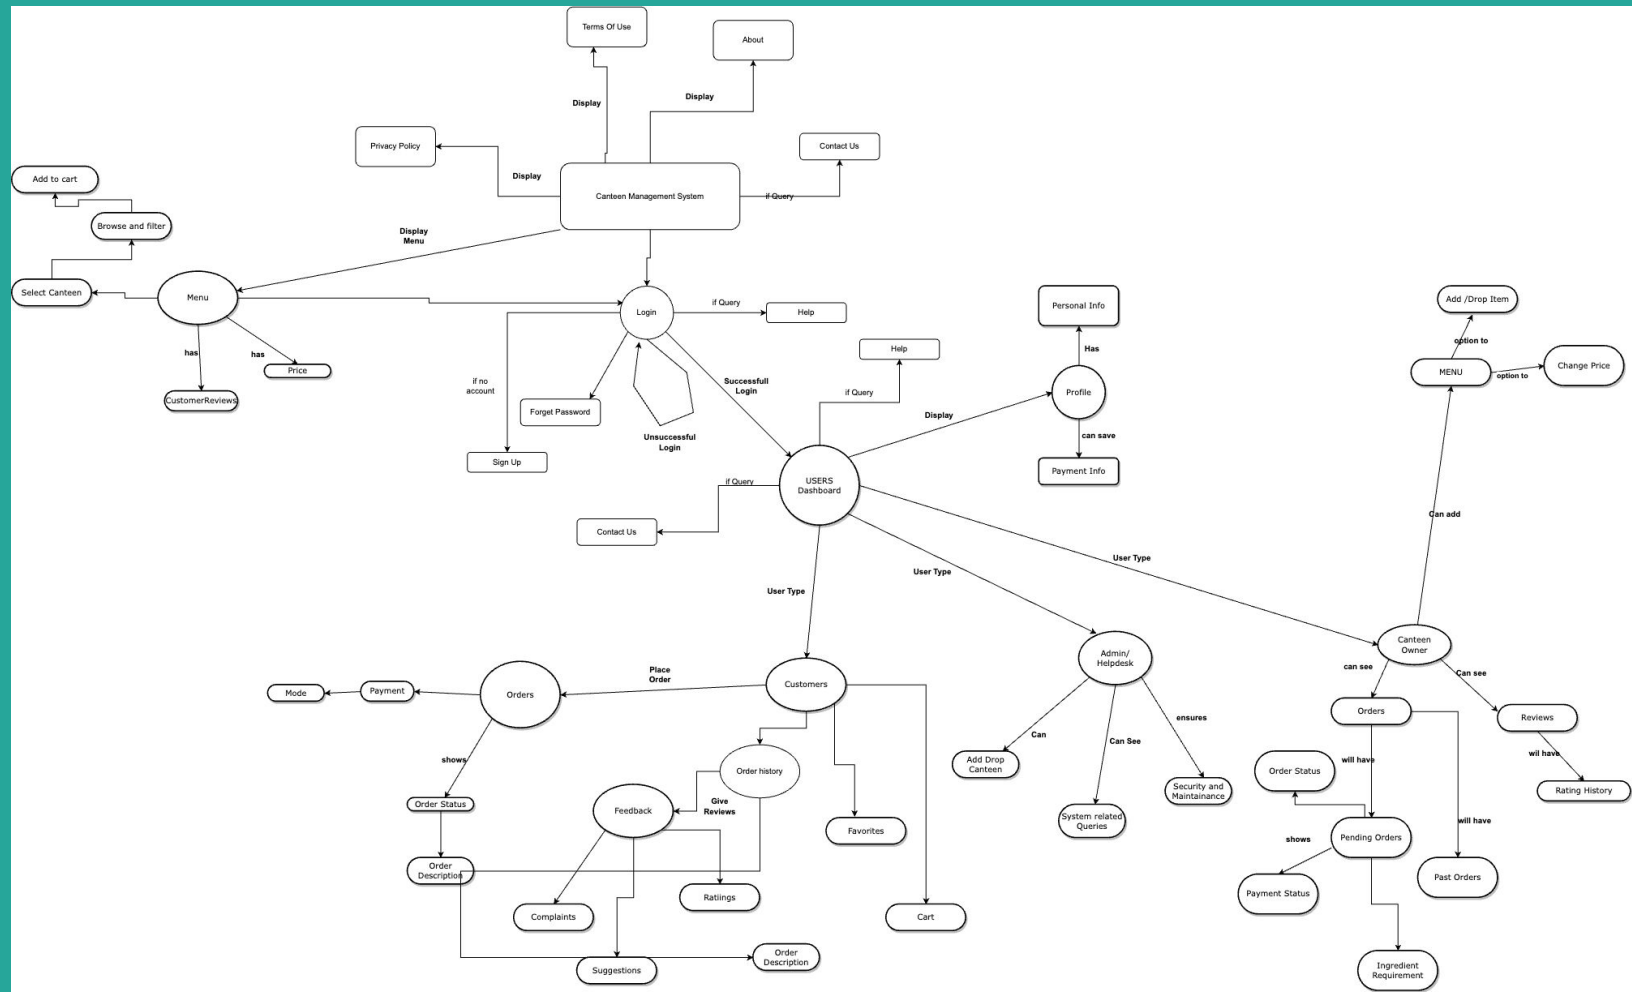 Terms Of Use
About
Display
Display
Privacy Policy
Contact Us
Display
Canteen Management System
if Query
Add to cart
Browse and filter
Display
Menu
Select Canteen
Menu
Login
if Query
Help
has
has
Price
CustomerReviews
if no
account
Forget Password
Successfull
Login
Unsuccessful
Login
Sign Up
Help
if Query
Personal Info
Has
Profile
Display
can save
Payment Info
Add /Drop Item
option to
MENU
option to
Change Price
USERS
Dashboard
if Query
Contact Us
Can add
User Type
User Type
User Type
Canteen
Owner
Admin/
Helpdesk
Customers
Place
Order
Orders
Payment
Mode
shows
Order Status
Order
Description
Order history
Give
Reviews
Feedback
Favorites
Complaints
Ratiings
Cart
Suggestions
Order
Description
Can
Can See
ensures
Add Drop
Canteen
System related
Queries
Security and
Maintainance
can see
Can see
Orders
Reviews
wil have
Rating History
will have
Order Status
will have
Pending Orders
shows
Payment Status
Past Orders
Ingredient
Requirement